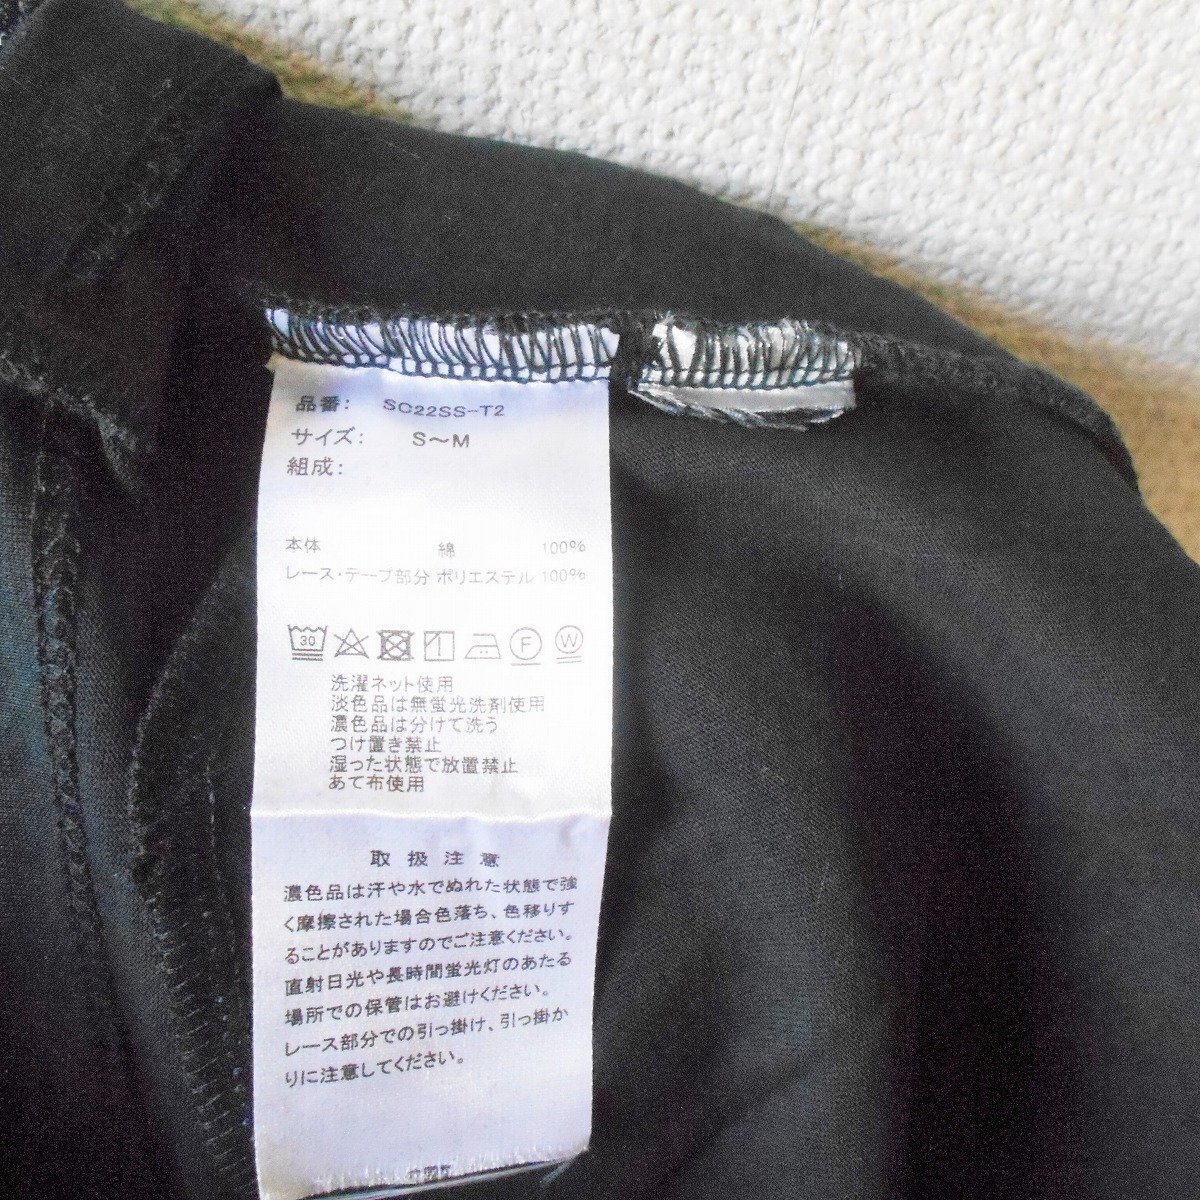 品番： SC22SS-T2
サイズ： S～M
組成：
本体 綿 100%
レース・テープ部分 ポリエステル 100%
30 F W
洗濯ネット使用
淡色品は無蛍光洗剤使用
濃色品は分けて洗う
つけ置き禁止
湿った状態で放置禁止
あて布使用
取扱注意
濃色品は汗や水でぬれた状態で強
く摩擦された場合色落ち、色移りす
ることがありますのでご注意ください。
直射日光や長時間蛍光灯のあたる
場所での保管はお避けください。
レース部分での引っ掛け、引っ掛か
りに注意してください。